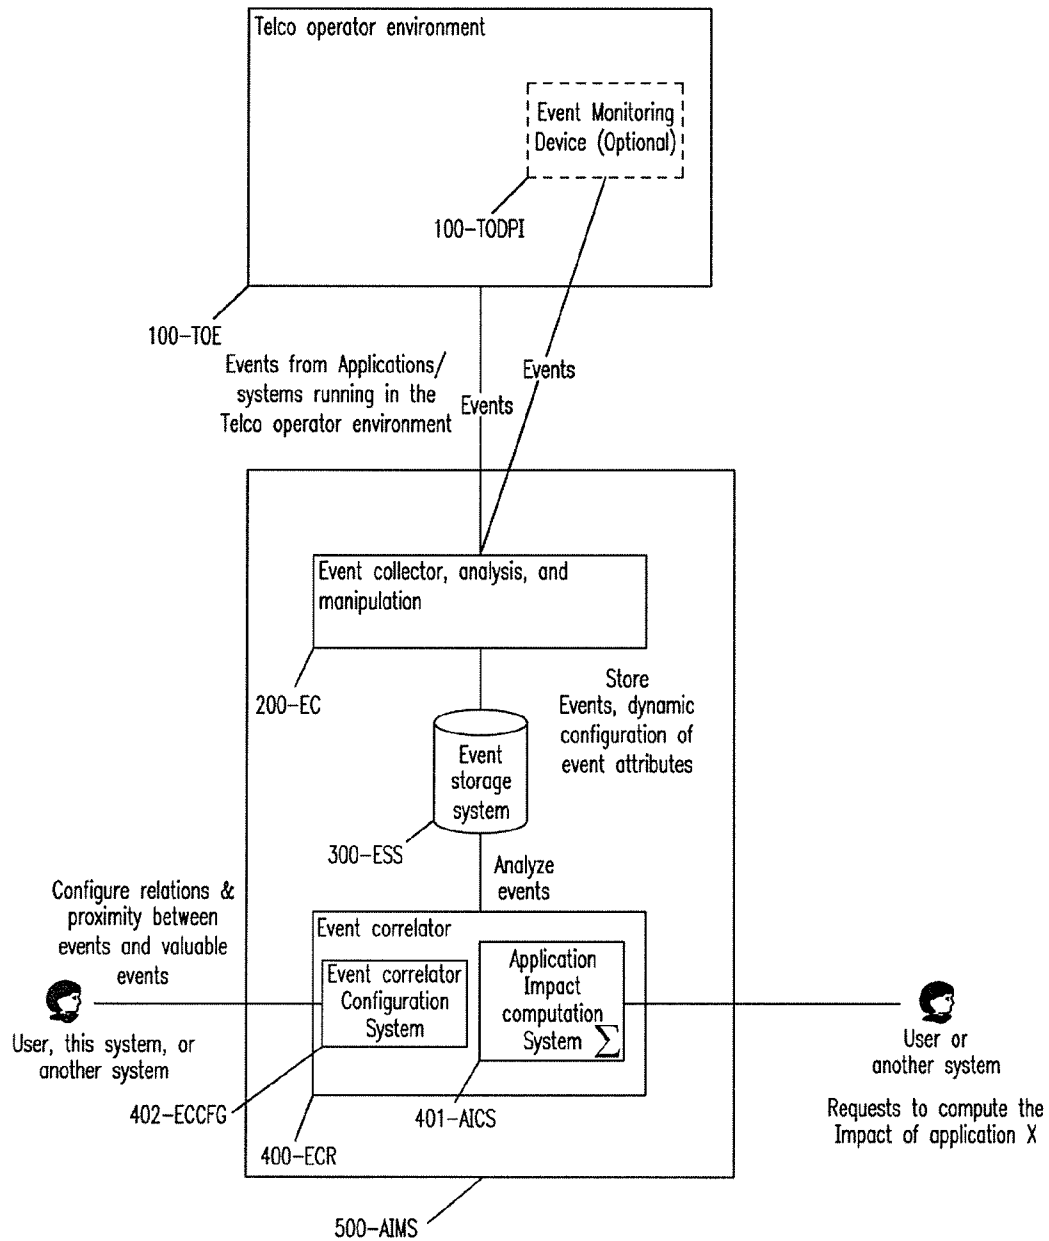 Telco operator environment
Event Monitoring
Device (Optional)
100-TODPI
100-TOE
Events from Applications/
systems running in the
Telco operator environment
Events
Events
Event collector, analysis, and
manipulation
200-EC
Store
Events, dynamic
configuration of
event attributes
Event
storage
system
300-ESS
Analyze
events
Configure relations &
proximity between
events and valuable
events
User, this system, or
another system
Event correlator
Event correlator
Configuration
System
Application
Impact
computation
System Σ
402-ECCFG
401-AICS
400-ECR
User or
another system
Requests to compute the
Impact of application X
500-AIMS